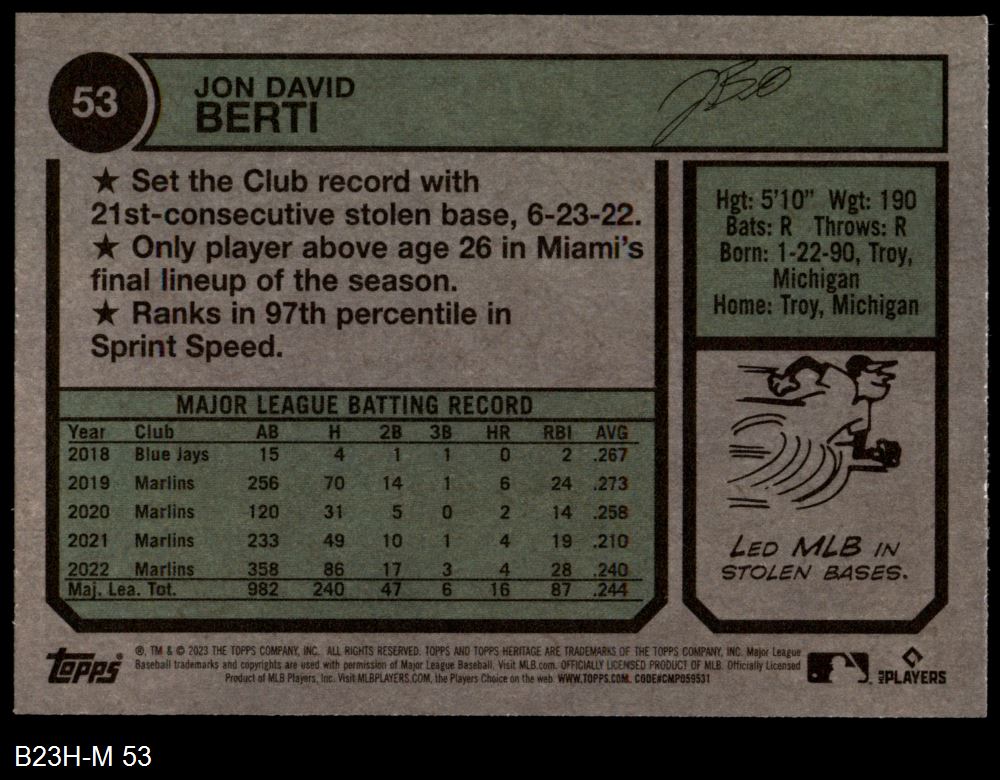 53
JON DAVID
BERTI
★ Set the Club record with
21st-consecutive stolen base, 6-23-22.
★ Only player above age 26 in Miami's
final lineup of the season.
★ Ranks in 97th percentile in
Sprint Speed.
Hgt: 5'10" Wgt: 190
Bats: R Throws: R
Born: 1-22-90, Troy,
Michigan
Home: Troy, Michigan
MAJOR LEAGUE BATTING RECORD
Year Club AB H 2B 3B HR RBI AVG
2018 Blue Jays 15 4 1 1 0 2 .267
2019 Marlins 256 70 14 1 6 24 .273
2020 Marlins 120 31 5 0 2 14 .258
2021 Marlins 233 49 10 1 4 19 .210
2022 Marlins 358 86 17 3 4 28 .240
Maj. Lea. Tot. 982 240 47 6 16 87 .244
LED MLB IN
STOLEN BASES.
Topps
®, TM & © 2023 THE TOPPS COMPANY, INC. ALL RIGHTS RESERVED. TOPPS AND TOPPS HERITAGE ARE TRADEMARKS OF THE TOPPS COMPANY, INC. Major League
Baseball trademarks and copyrights are used with permission of Major League Baseball. Visit MLB.com. OFFICIALLY LICENSED PRODUCT OF MLB. Officially Licensed
Product of MLB Players, Inc. Visit MLBPLAYERS.COM, the Players Choice on the web. WWW.TOPPS.COM. CODE#CMP059531
MLB PLAYERS
B23H-M 53